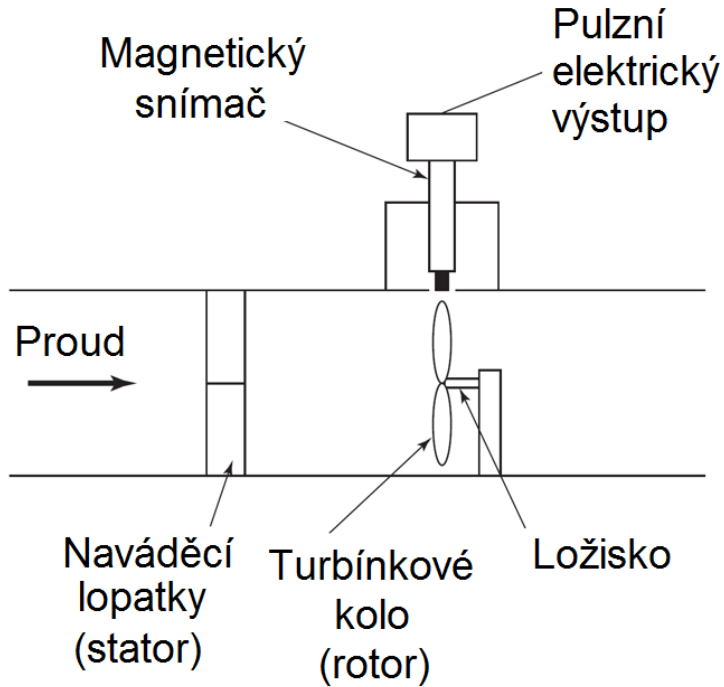 Pulzní
elektrický
výstup
Magnetický
snímač
Proud
Naváděcí
lopatky
(stator)
Turbínkové
kolo
(rotor)
Ložisko